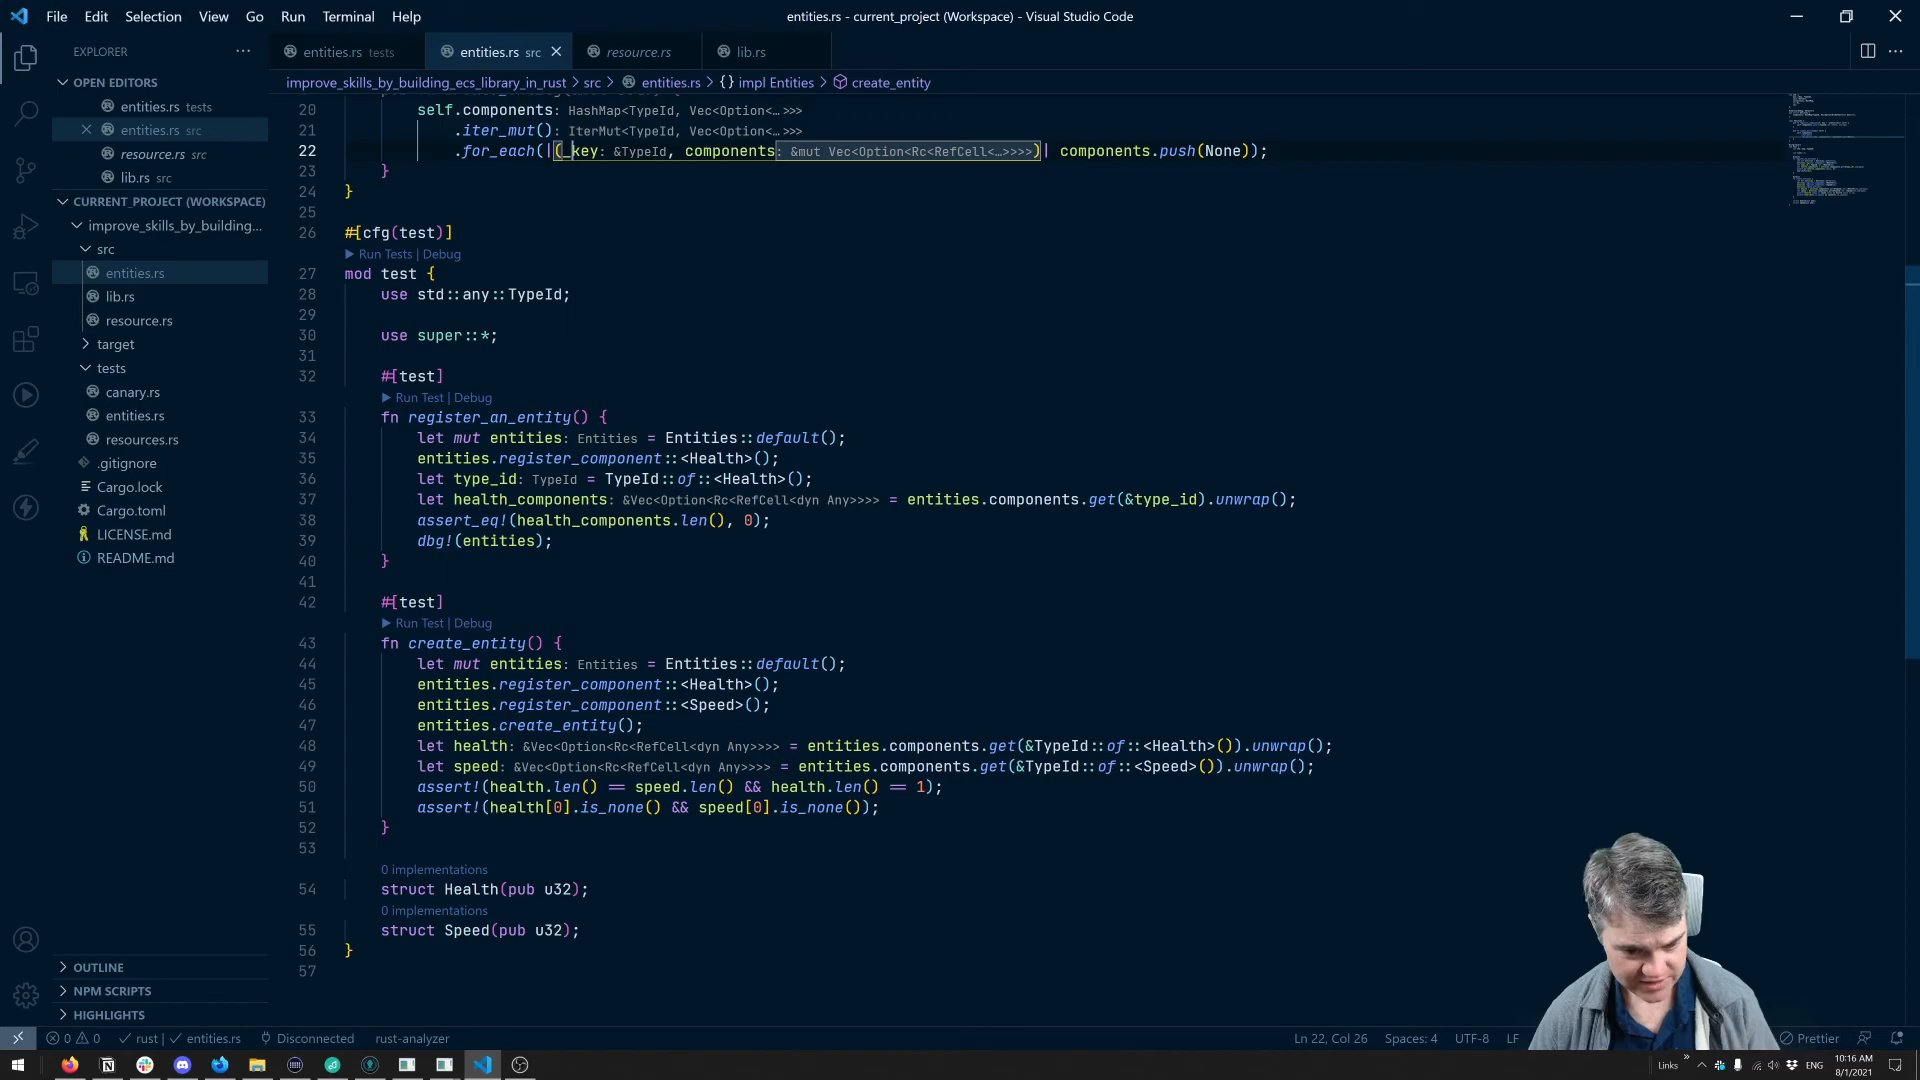 File Edit Selection View Go Run Terminal Help
entities.rs - current_project (Workspace) - Visual Studio Code
EXPLORER
entities.rs tests
entities.rs src
resource.rs
lib.rs
improve_skills_by_building_ecs_library_in_rust > src > entities.rs > {} impl Entities > create_entity
OPEN EDITORS
entities.rs tests
entities.rs src
resource.rs src
lib.rs src
CURRENT_PROJECT (WORKSPACE)
improve_skills_by_building...
src
entities.rs
lib.rs
resource.rs
target
tests
canary.rs
entities.rs
resources.rs
.gitignore
Cargo.lock
Cargo.toml
LICENSE.md
README.md
OUTLINE
NPM SCRIPTS
HIGHLIGHTS
20 self.components: HashMap<TypeId, Vec<Option<…>>>
21 .iter_mut(): IterMut<TypeId, Vec<Option<…>>>
22 .for_each(|(_key: &TypeId, components: &mut Vec<Option<Rc<RefCell<…>>>>)| components.push(None));
23 }
24 }
25
26 #[cfg(test)]
▶ Run Tests | Debug
27 mod test {
28 use std::any::TypeId;
29
30 use super::*;
31
32 #[test]
▶ Run Test | Debug
33 fn register_an_entity() {
34 let mut entities: Entities = Entities::default();
35 entities.register_component::<Health>();
36 let type_id: TypeId = TypeId::of::<Health>();
37 let health_components: &Vec<Option<Rc<RefCell<dyn Any>>>> = entities.components.get(&type_id).unwrap();
38 assert_eq!(health_components.len(), 0);
39 dbg!(entities);
40 }
41
42 #[test]
▶ Run Test | Debug
43 fn create_entity() {
44 let mut entities: Entities = Entities::default();
45 entities.register_component::<Health>();
46 entities.register_component::<Speed>();
47 entities.create_entity();
48 let health: &Vec<Option<Rc<RefCell<dyn Any>>>> = entities.components.get(&TypeId::of::<Health>()).unwrap();
49 let speed: &Vec<Option<Rc<RefCell<dyn Any>>>> = entities.components.get(&TypeId::of::<Speed>()).unwrap();
50 assert!(health.len() == speed.len() && health.len() == 1);
51 assert!(health[0].is_none() && speed[0].is_none());
52 }
53
0 implementations
54 struct Health(pub u32);
0 implementations
55 struct Speed(pub u32);
56 }
57
0 0 rust | entities.rs Disconnected rust-analyzer
Ln 22, Col 26 Spaces: 4 UTF-8 LF Prettier
Links » ENG 10:16 AM
8/1/2021